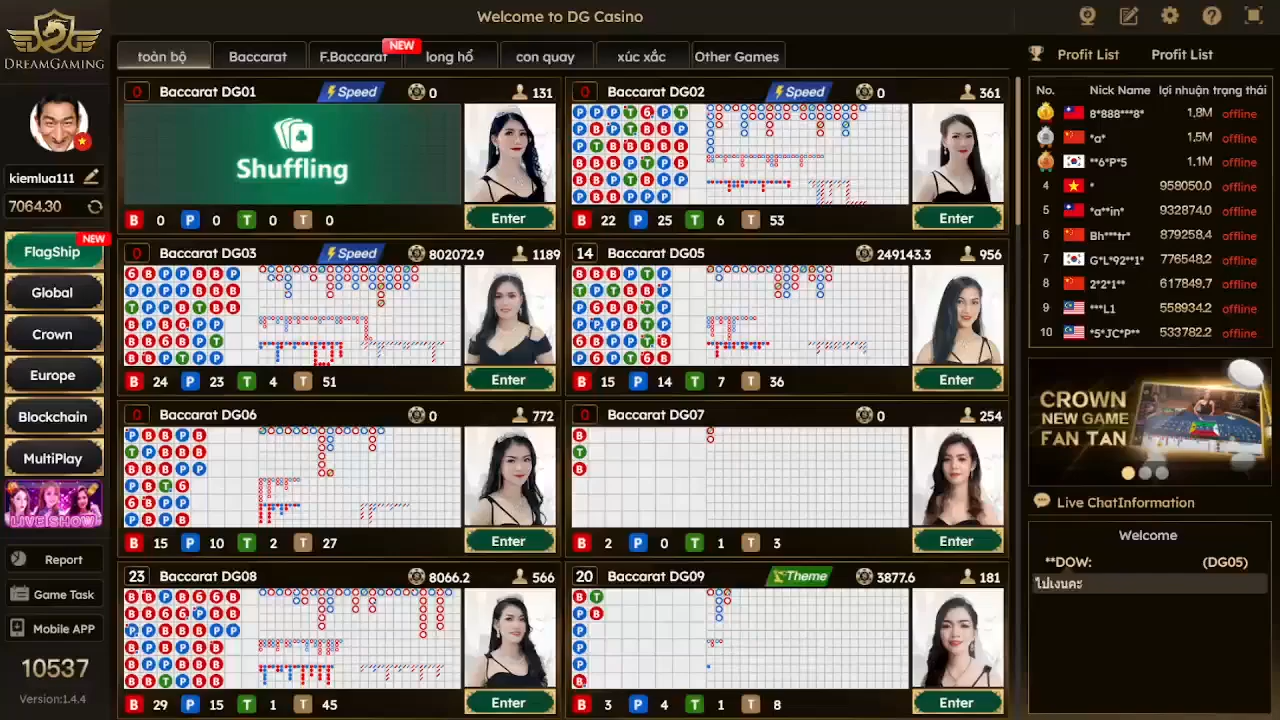 Welcome to DG Casino
DREAMGAMING
kiemlua111
7064.30
FlagShip
NEW
Global
Crown
Europe
Blockchain
MultiPlay
LIVE SHOW
Report
Game Task
Mobile APP
10537
Version:1.4.4
toàn bộ
Baccarat
F.Baccarat
NEW
long hổ
con quay
xúc xắc
Other Games
0 Baccarat DG01 Speed 0 131
Shuffling
B 0 P 0 T 0 T 0
Enter
0 Baccarat DG02 Speed 0 361
B 22 P 25 T 6 T 53
Enter
0 Baccarat DG03 Speed 802072.9 1189
B 24 P 23 T 4 T 51
Enter
14 Baccarat DG05 249143.3 956
B 15 P 14 T 7 T 36
Enter
0 Baccarat DG06 0 772
B 15 P 10 T 2 T 27
Enter
0 Baccarat DG07 0 254
B
T
B
B 2 P 0 T 1 T 3
Enter
23 Baccarat DG08 8066.2 566
B 29 P 15 T 1 T 45
Enter
20 Baccarat DG09 Theme 3877.6 181
B T
P B
P
P
P
B
B 3 P 4 T 1 T 8
Enter
Profit List Profit List
No. Nick Name lợi nhuận trạng thái
8*888***8* 1.8M offline
*a* 1.5M offline
**6*P*5 1.1M offline
4 * 958050.0 offline
5 *a**in* 932874.0 offline
6 Bh***tr* 879258.4 offline
7 G*L*92**1* 776548.2 offline
8 2*2*1** 617849.7 offline
9 ***L1 558934.2 offline
10 *5*JC*P** 533782.2 offline
CROWN
NEW GAME
FAN TAN
Live ChatInformation
Welcome
**DOW: (DG05)
ไม่เงนคะ